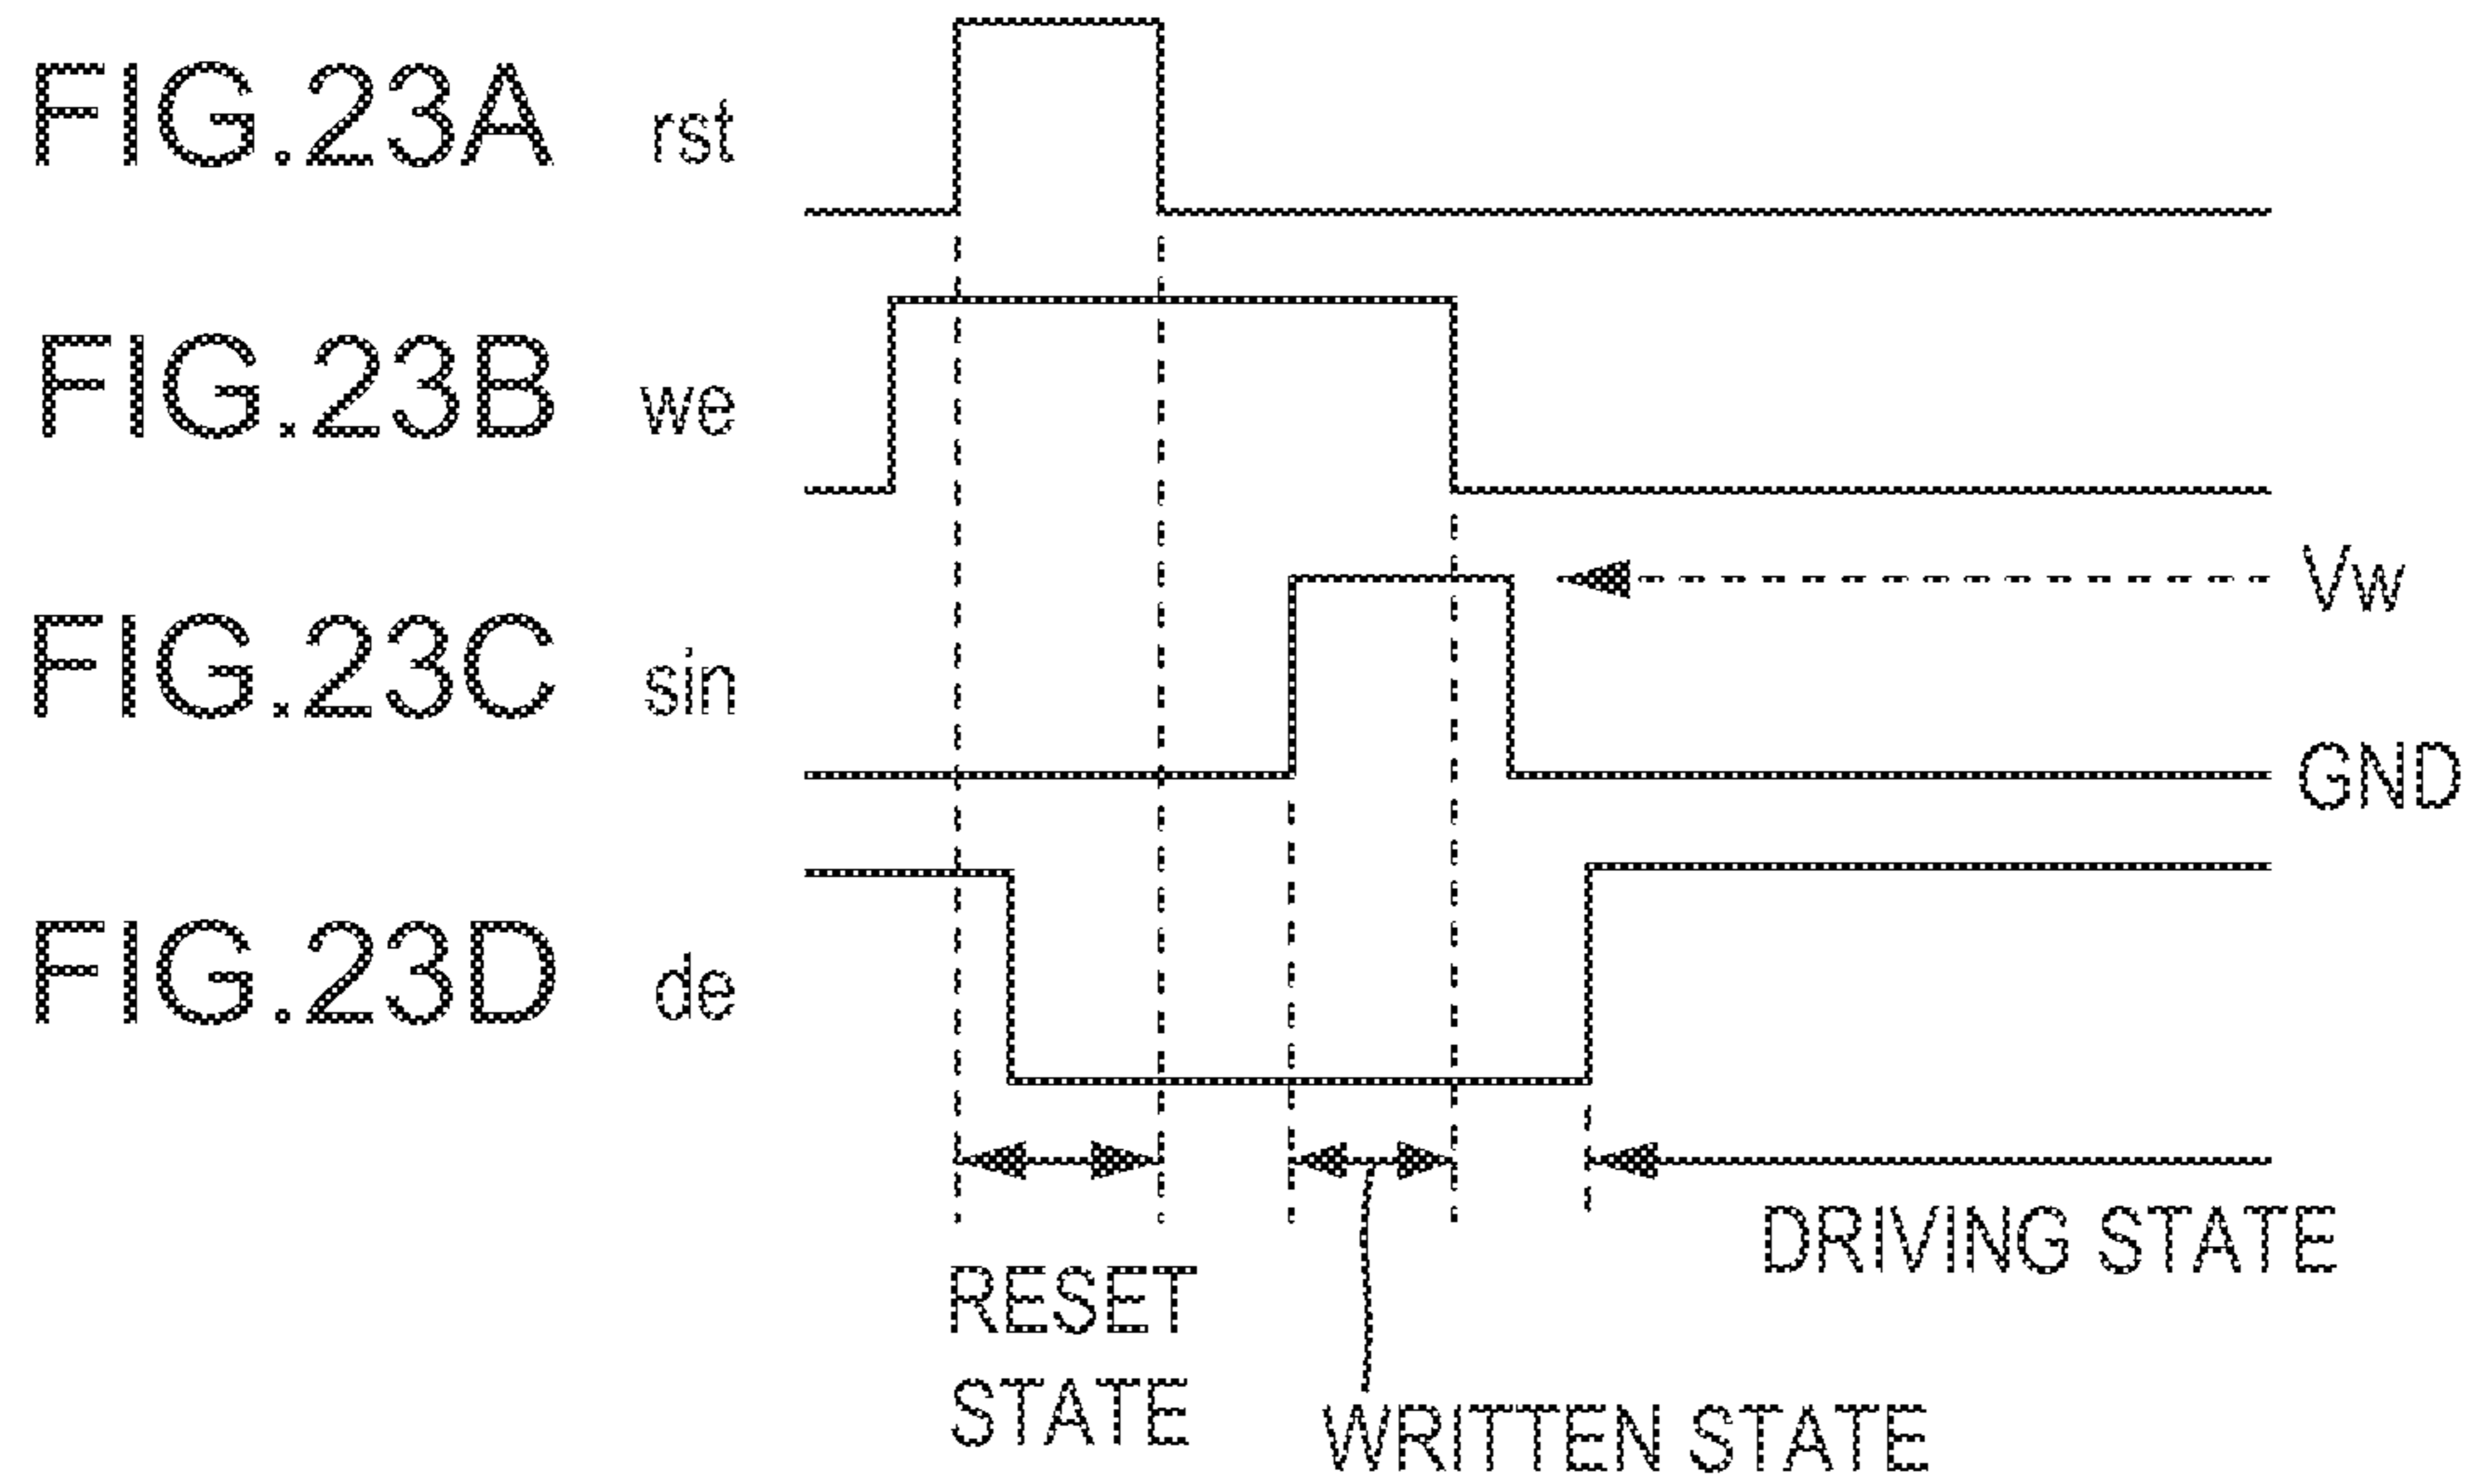 FIG.23A rst
FIG.23B we
Vw
FIG.23C sin
GND
FIG.23D de
DRIVING STATE
RESET
STATE
WRITTEN STATE